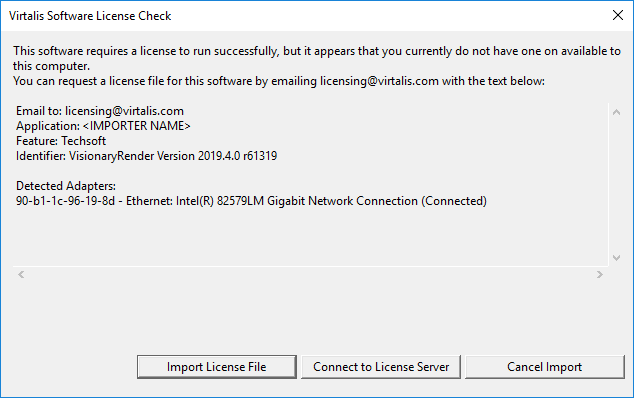 Virtalis Software License Check
This software requires a license to run successfully, but it appears that you currently do not have one on available to
this computer.
You can request a license file for this software by emailing licensing@virtalis.com with the text below:
Email to: licensing@virtalis.com
Application: <IMPORTER NAME>
Feature: Techsoft
Identifier: VisionaryRender Version 2019.4.0 r61319
Detected Adapters:
90-b1-1c-96-19-8d - Ethernet: Intel(R) 82579LM Gigabit Network Connection (Connected)
Import License File
Connect to License Server
Cancel Import